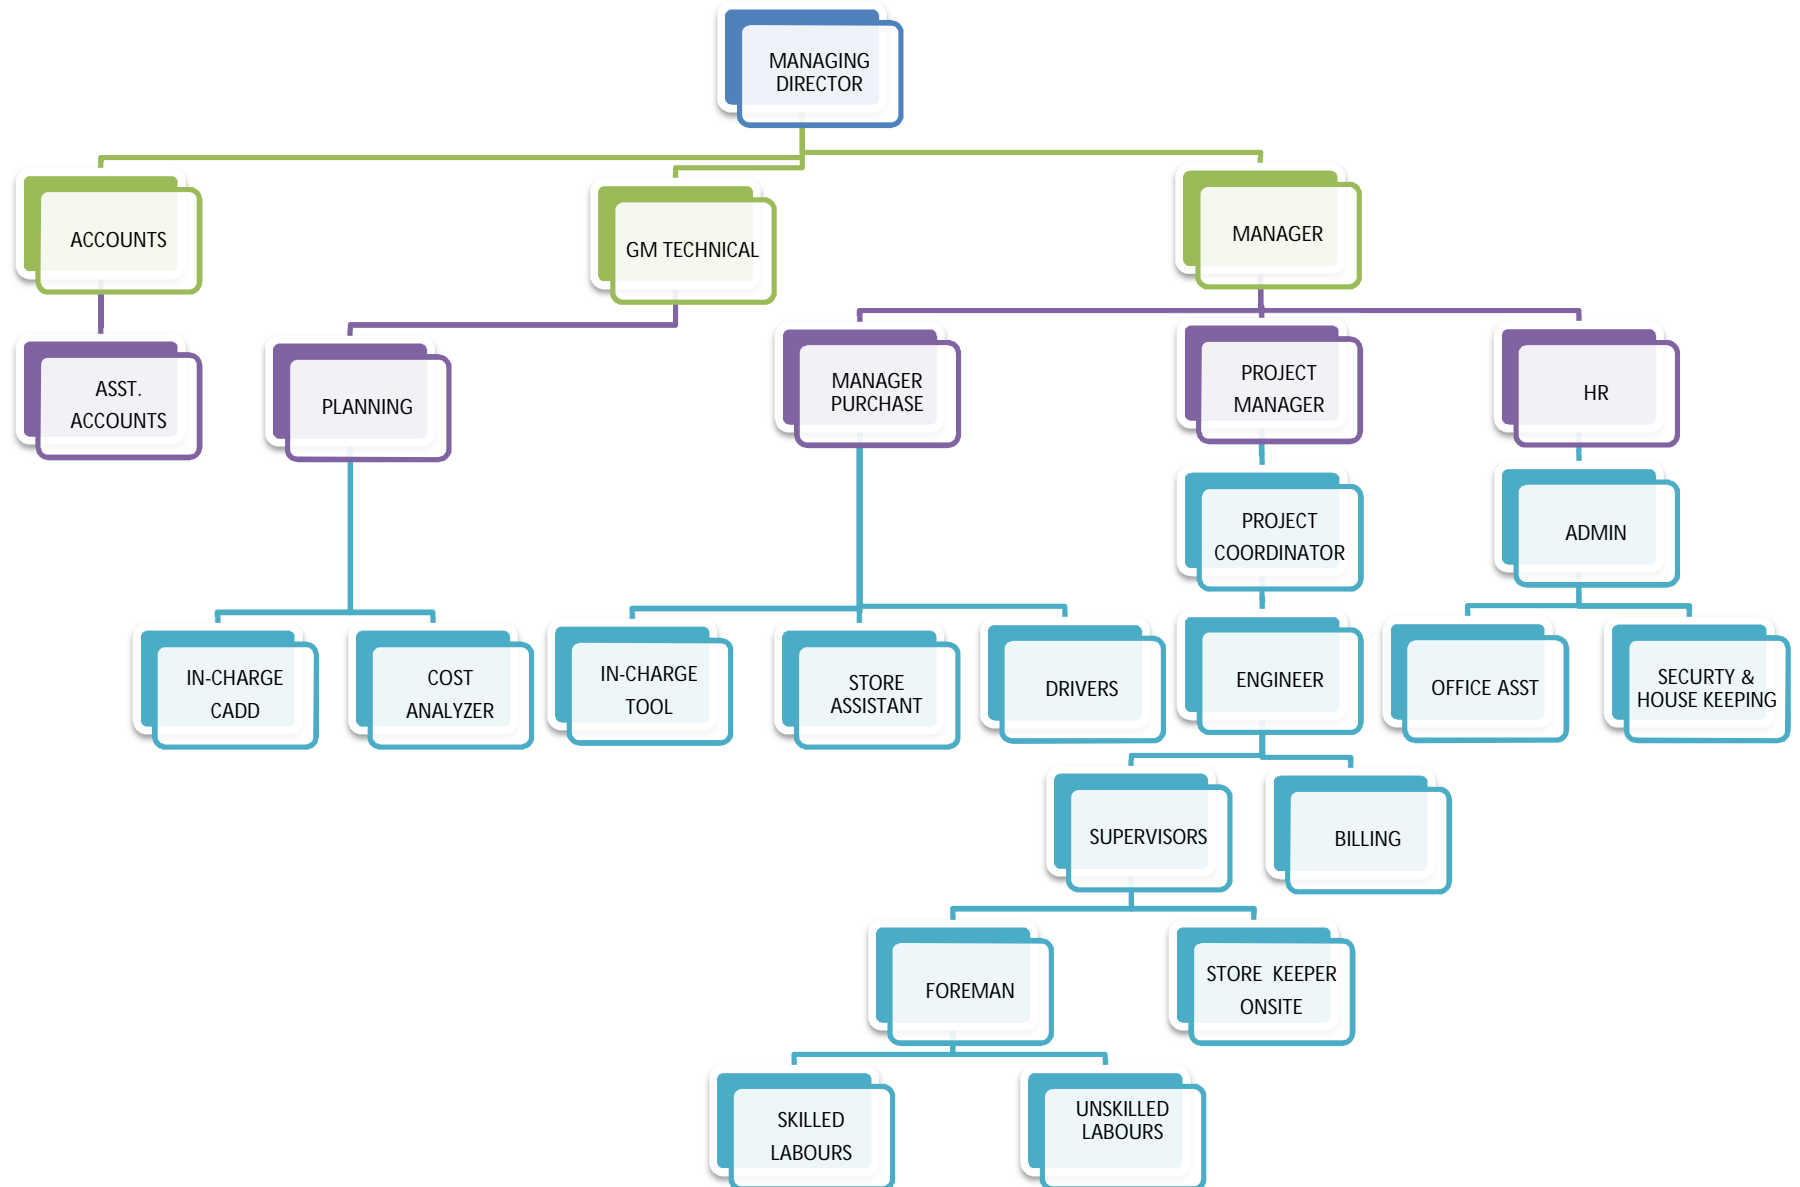 MANAGING
DIRECTOR
ACCOUNTS
GM TECHNICAL
MANAGER
ASST.
ACCOUNTS
PLANNING
MANAGER
PURCHASE
PROJECT
MANAGER
HR
PROJECT
COORDINATOR
ADMIN
IN-CHARGE
CADD
COST
ANALYZER
IN-CHARGE
TOOL
STORE
ASSISTANT
DRIVERS
ENGINEER
OFFICE ASST
SECURTY &
HOUSE KEEPING
SUPERVISORS
BILLING
FOREMAN
STORE KEEPER
ONSITE
SKILLED
LABOURS
UNSKILLED
LABOURS